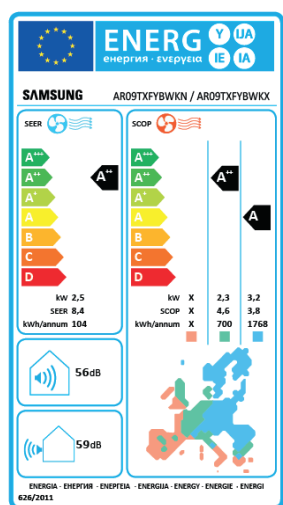 ENERG Y IJA
енергия · ενεργεια IE IA
SAMSUNG AR09TXFYBWKN / AR09TXFYBWKX
SEER SCOP
A+++ A+++
A++ A++ A++ A++
A+ A+
A A A
B B
C C
D D
kW 2,5 kW X 2,3 3,2
SEER 8,4 SCOP X 4,6 3,8
kWh/annum 104 kWh/annum X 700 1768
56dB
59dB
ENERGIA · ЕНЕРГИЯ · ΕΝΕΡΓΕΙΑ · ENERGIJA · ENERGY · ENERGIE · ENERGI
626/2011